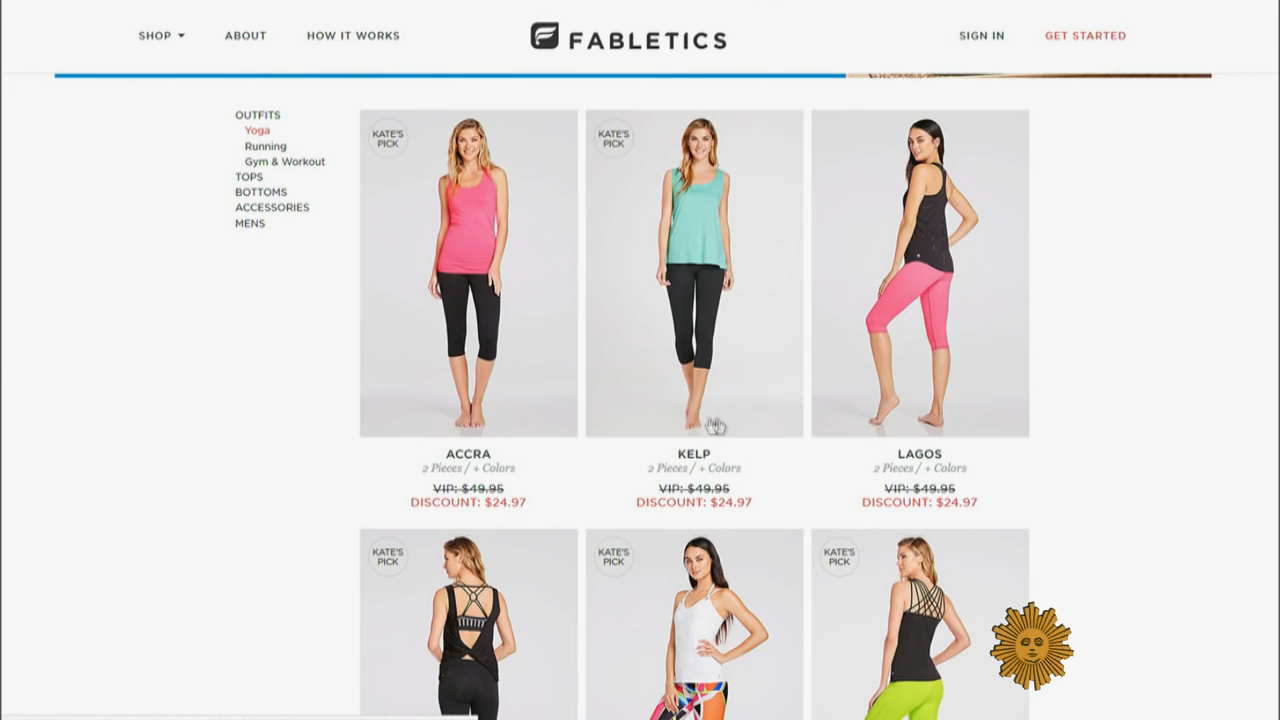 SHOP
ABOUT
HOW IT WORKS
FABLETICS
SIGN IN
GET STARTED
OUTFITS
Yoga
Running
Gym & Workout
TOPS
BOTTOMS
ACCESSORIES
MENS
KATE'S
PICK
KATE'S
PICK
ACCRA
2 Pieces / + Colors
VIP: $49.95
DISCOUNT: $24.97
KELP
2 Pieces / + Colors
VIP: $49.95
DISCOUNT: $24.97
LAGOS
2 Pieces / + Colors
VIP: $49.95
DISCOUNT: $24.97
KATE'S
PICK
KATE'S
PICK
KATE'S
PICK